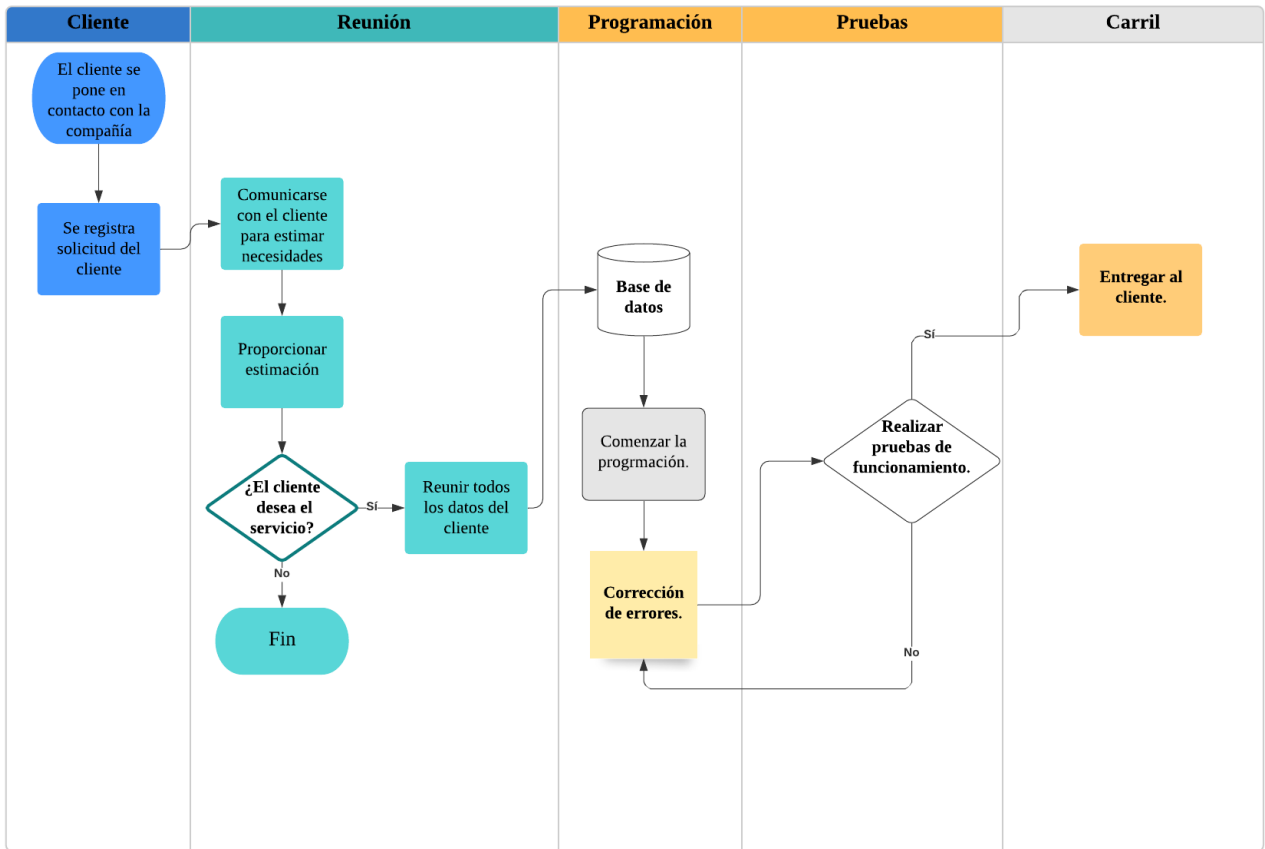 Cliente
Reunión
Programación
Pruebas
Carril
El cliente se
pone en
contacto con la
compañía
Se registra
solicitud del
cliente
Comunicarse
con el cliente
para estimar
necesidades
Proporcionar
estimación
¿El cliente
desea el
servicio?
Sí
No
Fin
Reunir todos
los datos del
cliente
Base de
datos
Comenzar la
progrmación.
Corrección
de errores.
Realizar
pruebas de
funcionamiento.
Sí
No
Entregar al
cliente.